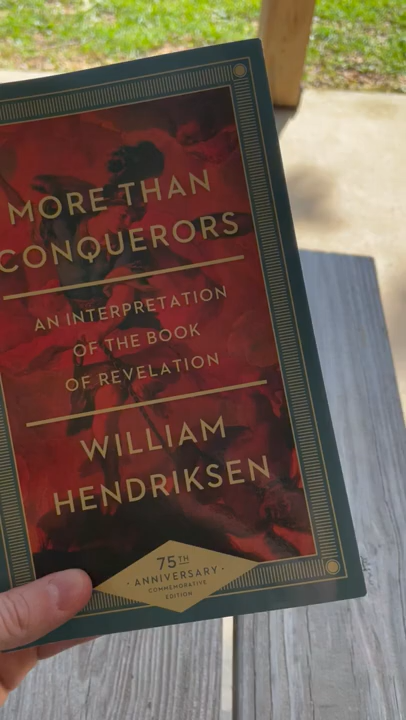 MORE THAN
CONQUERORS
AN INTERPRETATION
OF THE BOOK
OF REVELATION
WILLIAM
HENDRIKSEN
75TH
· ANNIVERSARY ·
COMMEMORATIVE
EDITION